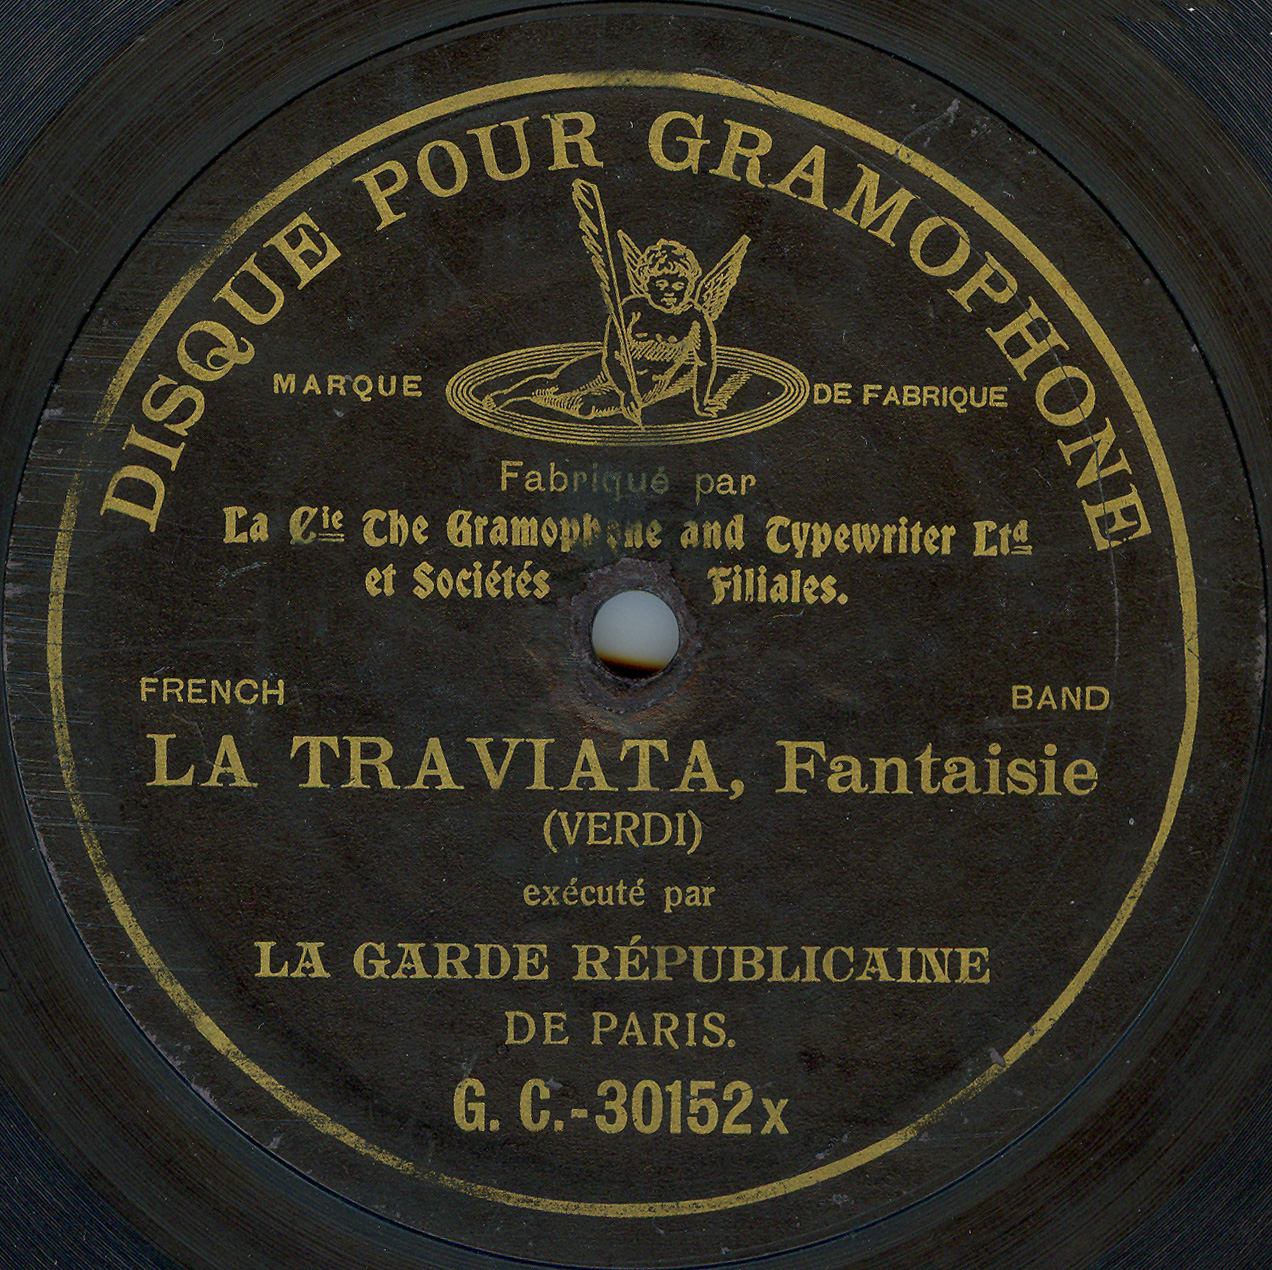 DISQUE POUR GRAMOPHONE
MARQUE DE FABRIQUE
Fabriqué par
La Cie The Gramophone and Typewriter Ltd
et Sociétés Filiales.
FRENCH BAND
LA TRAVIATA, Fantaisie
(VERDI)
exécuté par
LA GARDE RÉPUBLICAINE
DE PARIS.
G. C.-30152x